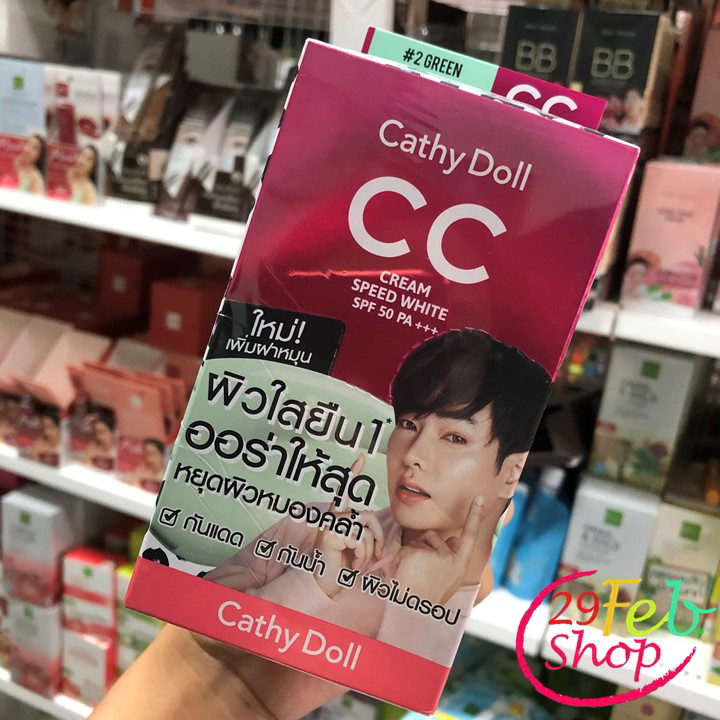 #2 GREEN
CC
BB
BB
Cathy Doll
CC
CREAM
SPEED WHITE
SPF 50 PA +++
ใหม่!
เพิ่มฝาหมุน
ผิวใสยืน 1*
ออร่าให้สุด
หยุดผิวหมองคล้ำ
กันแดด
กันน้ำ
ผิวไม่ดรอป
Cathy Doll
29Feb
Shop